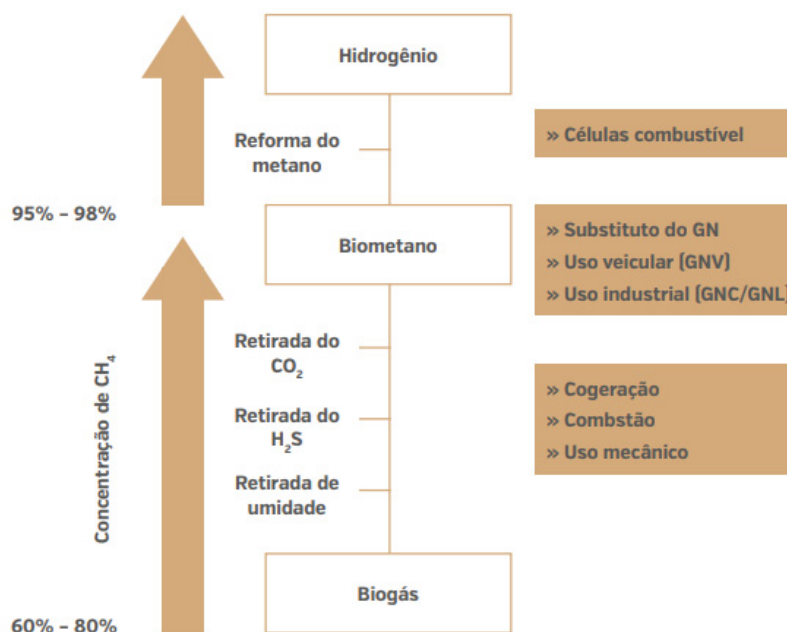 Hidrogênio
Reforma do
metano
» Células combustível
95% – 98%
Biometano
» Substituto do GN
» Uso veicular (GNV)
» Uso industrial (GNC/GNL)
Retirada do
CO₂
Concentração de CH₄
Retirada do
H₂S
» Cogeração
» Combstão
» Uso mecânico
Retirada de
umidade
Biogás
60% – 80%